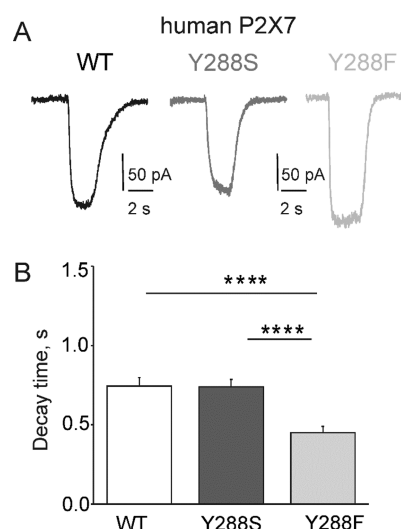 human P2X7
A
WT Y288S Y288F
50 pA 50 pA
2 s 2 s
B
1.5
****
1.0
****
0.5
0.0
Decay time, s
WT Y288S Y288F